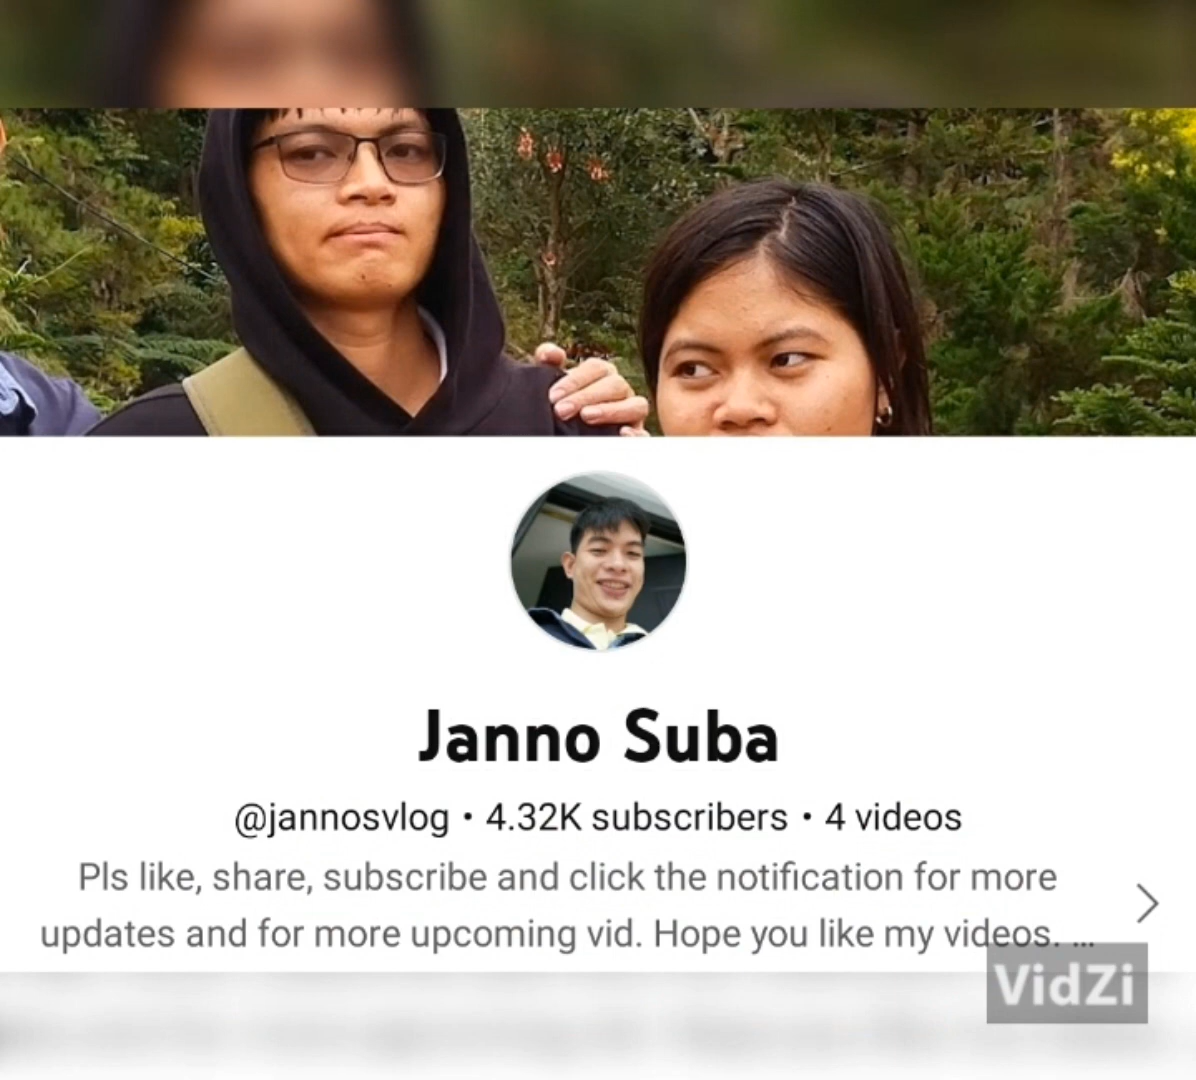 Janno Suba
@jannosvlog • 4.32K subscribers • 4 videos
Pls like, share, subscribe and click the notification for more
updates and for more upcoming vid. Hope you like my videos. ...
VidZi